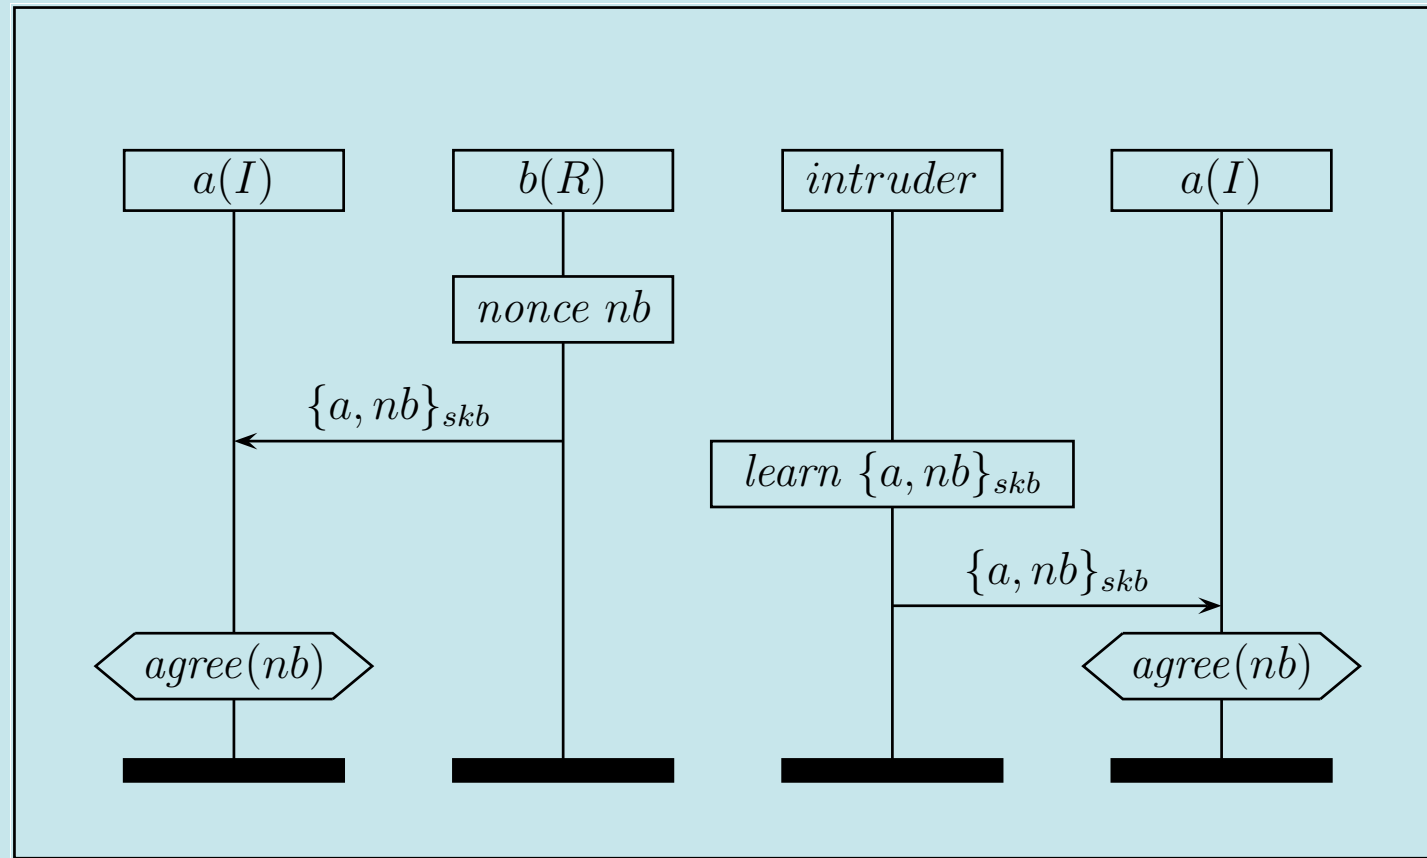 a(I)
b(R)
intruder
a(I)
nonce nb
{a, nb}skb
learn {a, nb}skb
{a, nb}skb
agree(nb)
agree(nb)